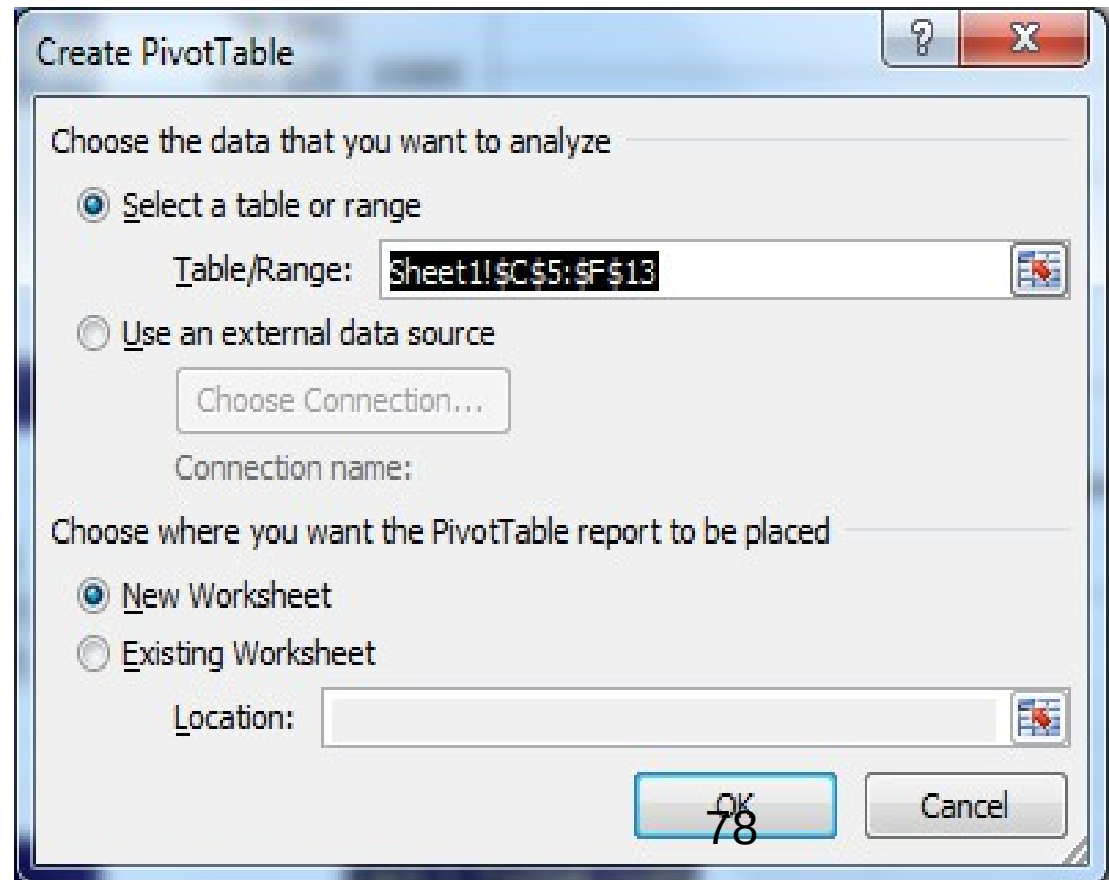 Create PivotTable
?
X
Choose the data that you want to analyze
Select a table or range
Table/Range: Sheet1!$C$5:$F$13
Use an external data source
Choose Connection...
Connection name:
Choose where you want the PivotTable report to be placed
New Worksheet
Existing Worksheet
Location:
OK Cancel
78